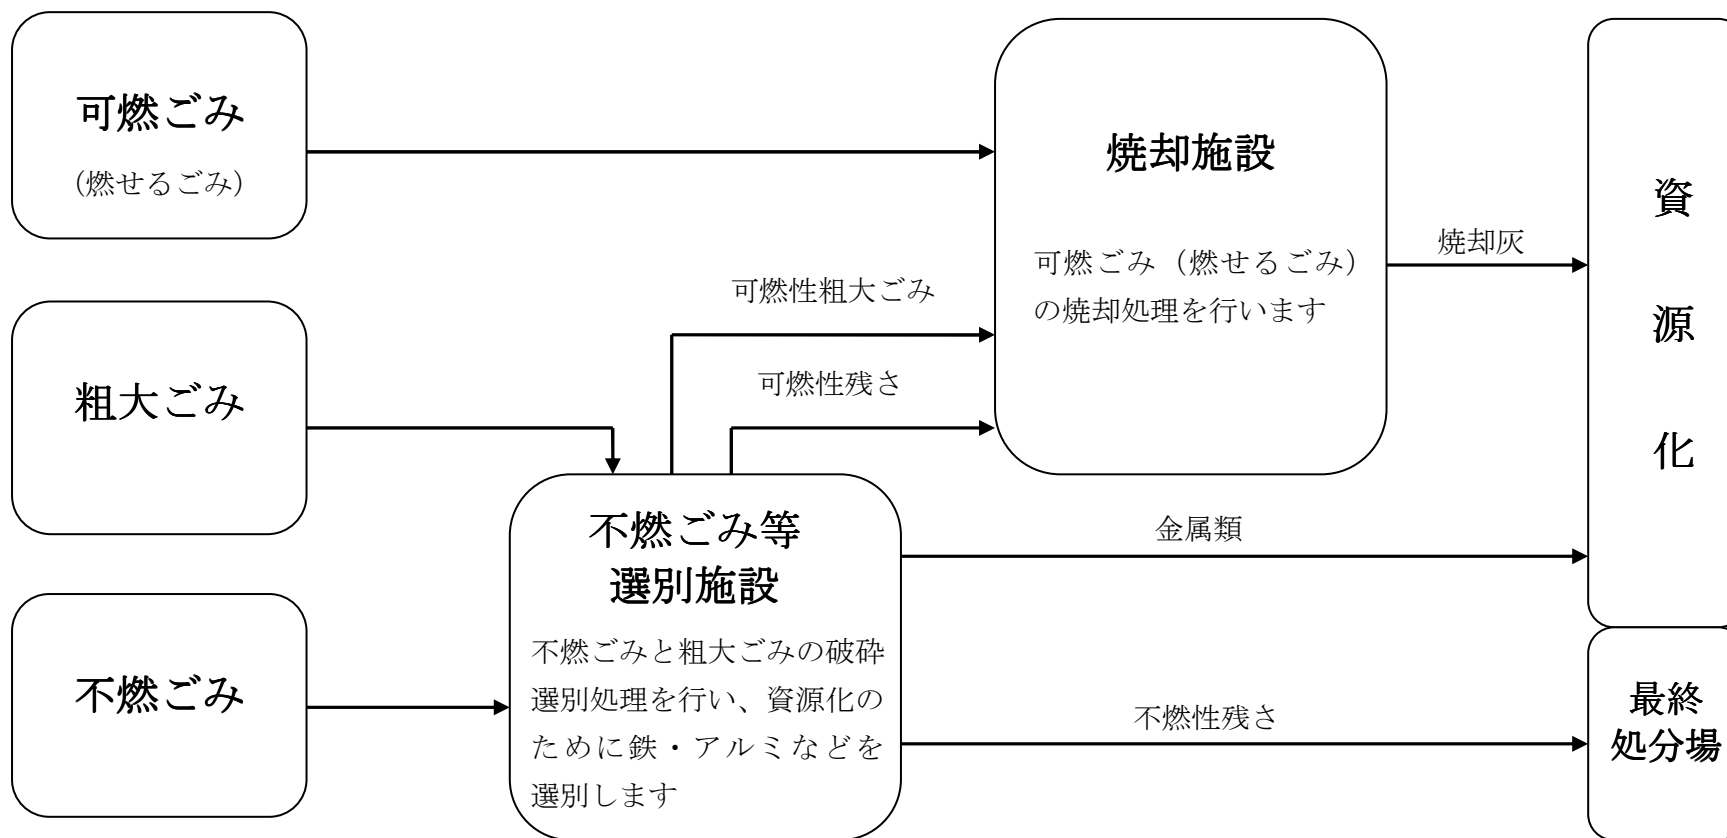 可燃ごみ
(燃せるごみ)
粗大ごみ
不燃ごみ
可燃性粗大ごみ
可燃性残さ
不燃ごみ等
選別施設
不燃ごみと粗大ごみの破砕
選別処理を行い、資源化の
ために鉄・アルミなどを
選別します
焼却施設
可燃ごみ（燃せるごみ）
の焼却処理を行います
焼却灰
金属類
不燃性残さ
資
源
化
最終
処分場